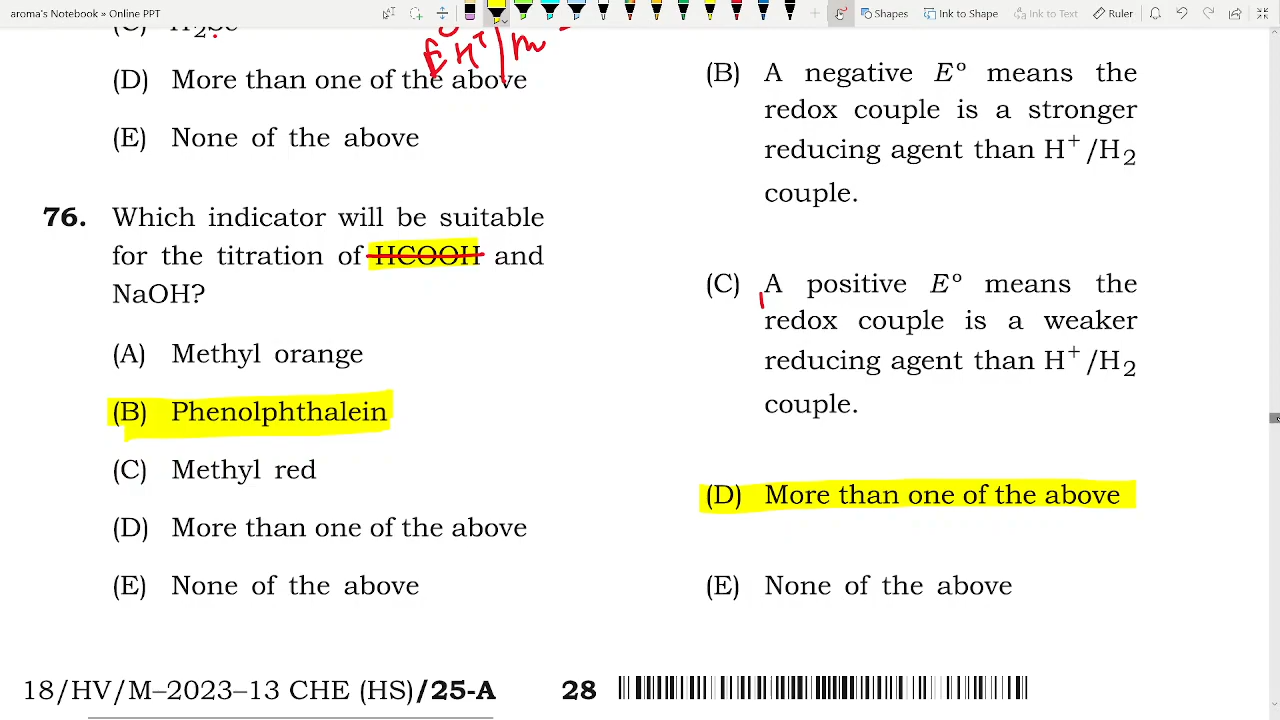 aroma's Notebook » Online PPT
Shapes
Ink to Shape
Ink to Text
Ruler
(D) More than one of the above
(E) None of the above
76. Which indicator will be suitable
for the titration of HCOOH and
NaOH?
(A) Methyl orange
(B) Phenolphthalein
(C) Methyl red
(D) More than one of the above
(E) None of the above
(B) A negative E° means the
redox couple is a stronger
reducing agent than H⁺/H₂
couple.
(C) A positive E° means the
redox couple is a weaker
reducing agent than H⁺/H₂
couple.
(D) More than one of the above
(E) None of the above
18/HV/M–2023–13 CHE (HS)/25-A
28